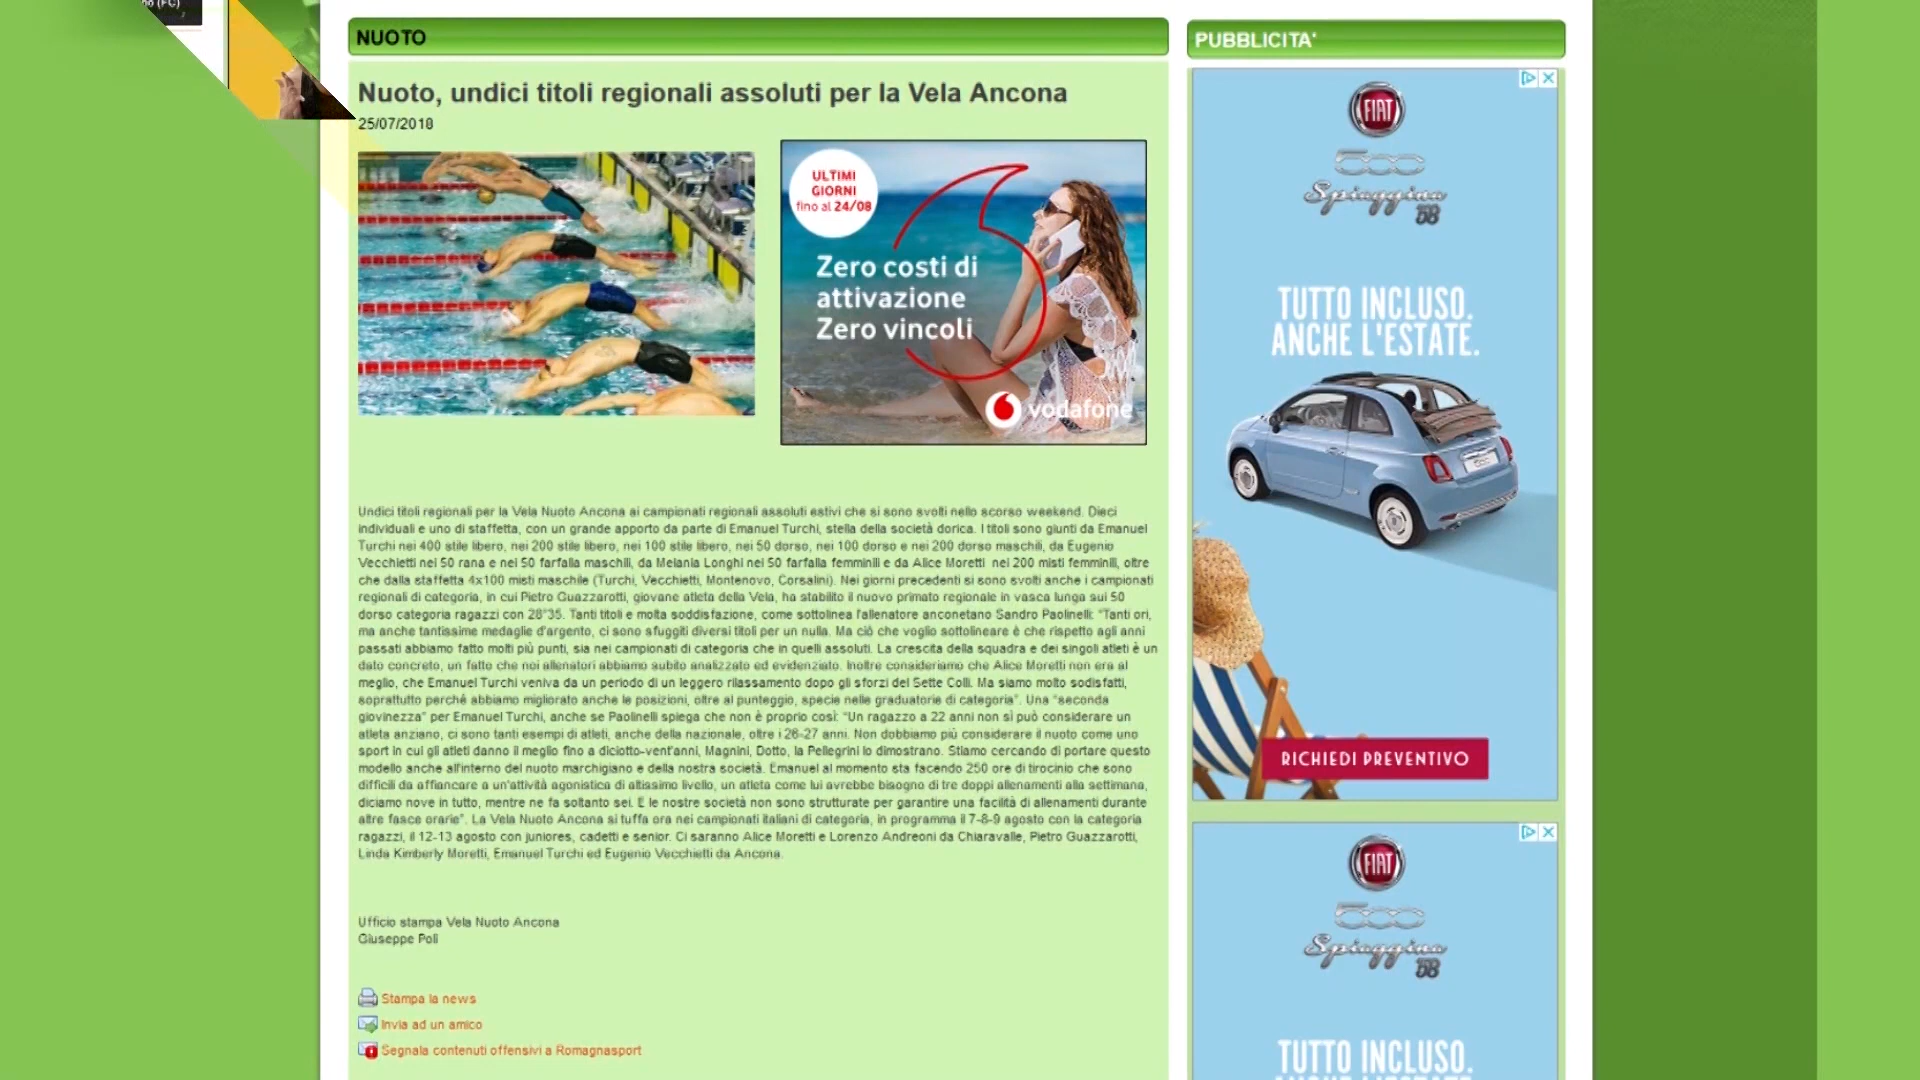 no (FC)
NUOTO
Nuoto, undici titoli regionali assoluti per la Vela Ancona
25/07/2018
ULTIMI
GIORNI
fino al 24/08
Zero costi di
attivazione
Zero vincoli
vodafone
Undici titoli regionali per la Vela Nuoto Ancona ai campionati regionali assoluti estivi che si sono svolti nello scorso weekend. Dieci
individuali e uno di staffetta, con un grande apporto da parte di Emanuel Turchi, stella della società dorica. I titoli sono giunti da Emanuel
Turchi nei 400 stile libero, nei 200 stile libero, nei 100 stile libero, nei 50 dorso, nei 100 dorso e nei 200 dorso maschili, da Eugenio
Vecchietti nei 50 rana e nei 50 farfalla maschili, da Melania Longhi nei 50 farfalla femminili e da Alice Moretti nei 200 misti femminili, oltre
che dalla staffetta 4x100 misti maschile (Turchi, Vecchietti, Montenovo, Corsalini). Nei giorni precedenti si sono svolti anche i campionati
regionali di categoria, in cui Pietro Guazzarotti, giovane atleta della Vela, ha stabilito il nuovo primato regionale in vasca lunga sui 50
dorso categoria ragazzi con 28"35. Tanti titoli e molta soddisfazione, come sottolinea l'allenatore anconetano Sandro Paolinelli: "Tanti ori,
ma anche tantissime medaglie d'argento, ci sono sfuggiti diversi titoli per un nulla. Ma ciò che voglio sottolineare è che rispetto agli anni
passati abbiamo fatto molti più punti, sia nei campionati di categoria che in quelli assoluti. La crescita della squadra e dei singoli atleti è un
dato concreto, un fatto che noi allenatori abbiamo subito analizzato ed evidenziato. Inoltre consideriamo che Alice Moretti non era al
meglio, che Emanuel Turchi veniva da un periodo di un leggero rilassamento dopo gli sforzi del Sette Colli. Ma siamo molto sodisfatti,
soprattutto perché abbiamo migliorato anche le posizioni, oltre al punteggio, specie nelle graduatorie di categoria". Una "seconda
giovinezza" per Emanuel Turchi, anche se Paolinelli spiega che non è proprio così: "Un ragazzo a 22 anni non si può considerare un
atleta anziano, ci sono tanti esempi di atleti, anche della nazionale, oltre i 26-27 anni. Non dobbiamo più considerare il nuoto come uno
sport in cui gli atleti danno il meglio fino a diciotto-vent'anni, Magnini, Dotto, la Pellegrini lo dimostrano. Stiamo cercando di portare questo
modello anche all'interno del nuoto marchigiano e della nostra società. Emanuel al momento sta facendo 250 ore di tirocinio che sono
difficili da affiancare a un'attività agonistica di altissimo livello, un atleta come lui avrebbe bisogno di tre doppi allenamenti alla settimana,
diciamo nove in tutto, mentre ne fa soltanto sei. E le nostre società non sono strutturate per garantire una facilità di allenamenti durante
altre fasce orarie". La Vela Nuoto Ancona si tuffa ora nei campionati italiani di categoria, in programma il 7-8-9 agosto con la categoria
ragazzi, il 12-13 agosto con juniores, cadetti e senior. Ci saranno Alice Moretti e Lorenzo Andreoni da Chiaravalle, Pietro Guazzarotti,
Linda Kimberly Moretti, Emanuel Turchi ed Eugenio Vecchietti da Ancona.
Ufficio stampa Vela Nuoto Ancona
Giuseppe Poli
Stampa la news
Invia ad un amico
Segnala contenuti offensivi a Romagnasport
PUBBLICITA'
FIAT
500
Spiaggina
'58
TUTTO INCLUSO.
ANCHE L'ESTATE.
RICHIEDI PREVENTIVO
FIAT
500
Spiaggina
'58
TUTTO INCLUSO.
ANCHE L'ESTATE.